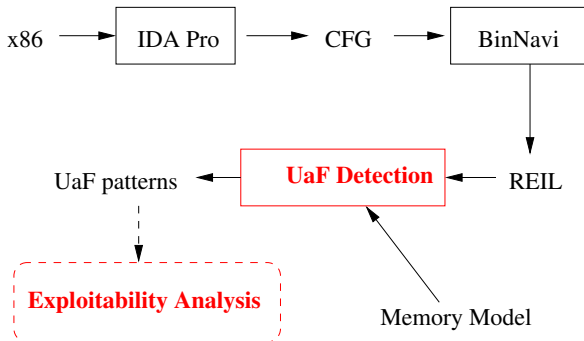 x86
IDA Pro
CFG
BinNavi
UaF patterns
UaF Detection
REIL
Exploitability Analysis
Memory Model